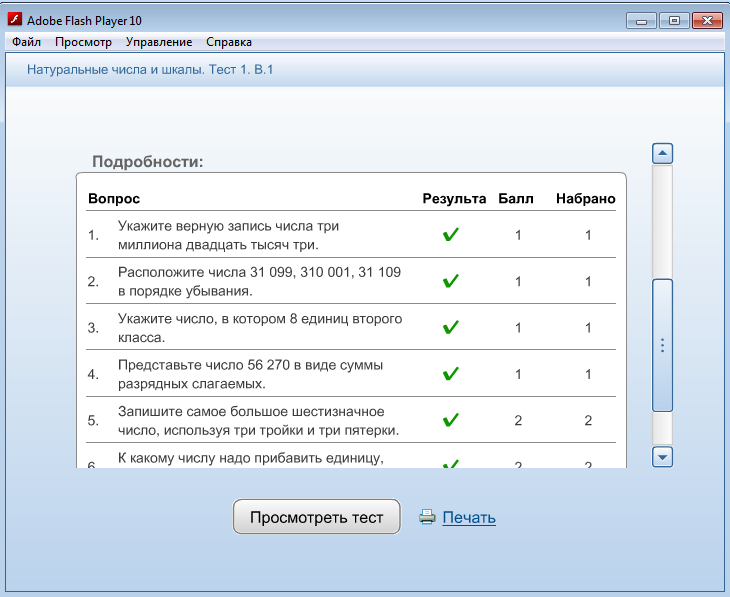 Adobe Flash Player 10
Файл Просмотр Управление Справка
Натуральные числа и шкалы. Тест 1. В.1
Подробности:
Вопрос Результа Балл Набрано
1. Укажите верную запись числа три
миллиона двадцать тысяч три. 1 1
2. Расположите числа 31 099, 310 001, 31 109
в порядке убывания. 1 1
3. Укажите число, в котором 8 единиц второго
класса. 1 1
4. Представьте число 56 270 в виде суммы
разрядных слагаемых. 1 1
5. Запишите самое большое шестизначное
число, используя три тройки и три пятерки. 2 2
6. К какому числу надо прибавить единицу, 2 2
Просмотреть тест Печать